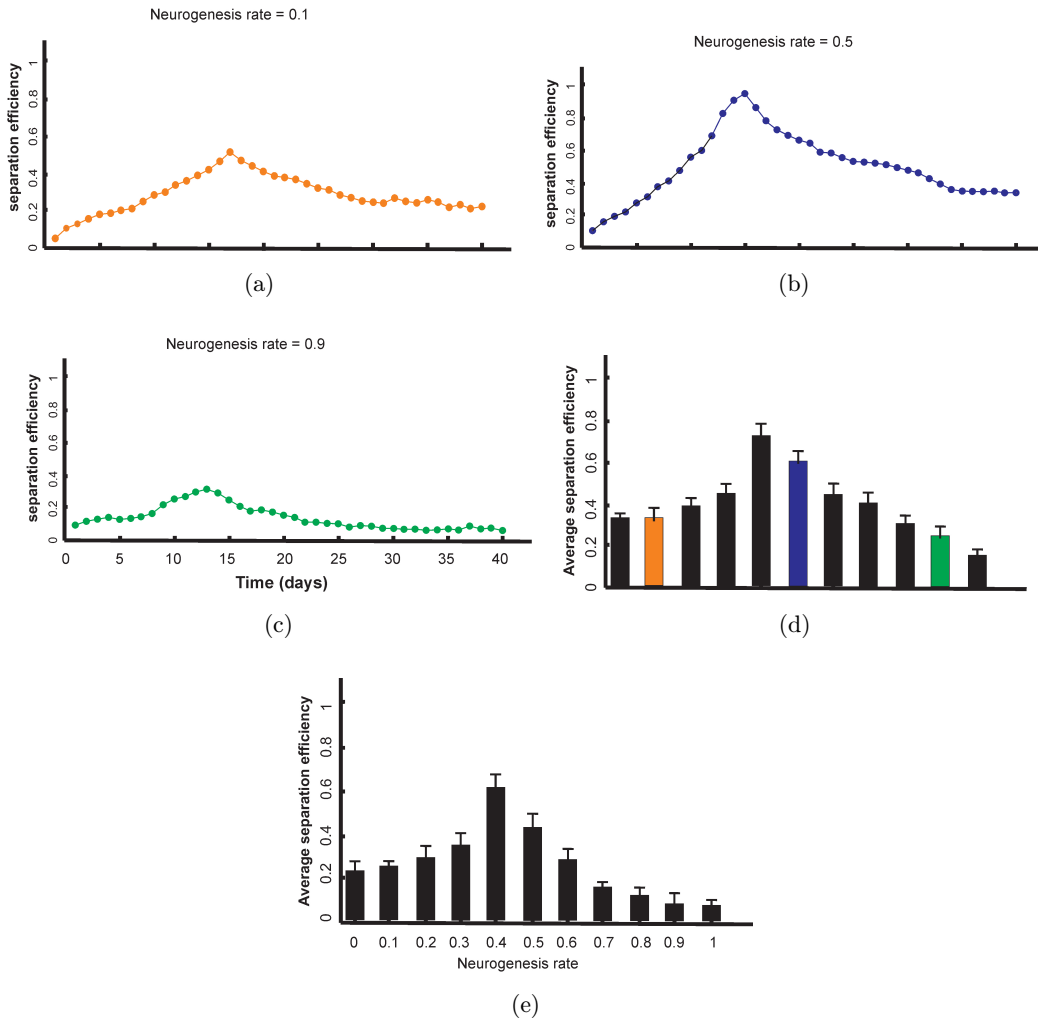 Neurogenesis rate = 0.1
separation efficiency
0 0.2 0.4 0.6 0.8 1
(a)
Neurogenesis rate = 0.5
separation efficiency
0 0.2 0.4 0.6 0.8 1
(b)
Neurogenesis rate = 0.9
separation efficiency
0 0.2 0.4 0.6 0.8 1
0 5 10 15 20 25 30 35 40
Time (days)
(c)
Average separation efficiency
0 0.2 0.4 0.6 0.8 1
(d)
Average separation efficiency
0 0.2 0.4 0.6 0.8 1
0 0.1 0.2 0.3 0.4 0.5 0.6 0.7 0.8 0.9 1
Neurogenesis rate
(e)